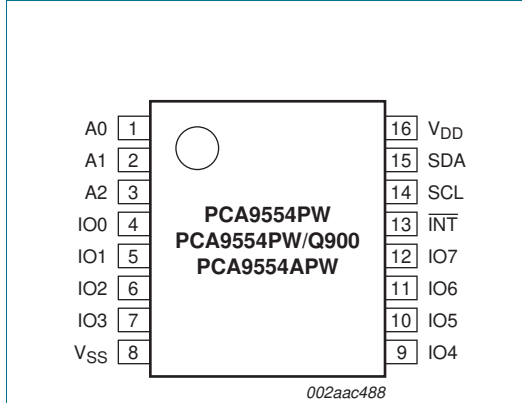 A0 1
A1 2
A2 3
IO0 4
IO1 5
IO2 6
IO3 7
VSS 8
PCA9554PW
PCA9554PW/Q900
PCA9554APW
16 VDD
15 SDA
14 SCL
13 I̅N̅T̅
12 IO7
11 IO6
10 IO5
9 IO4
002aac488